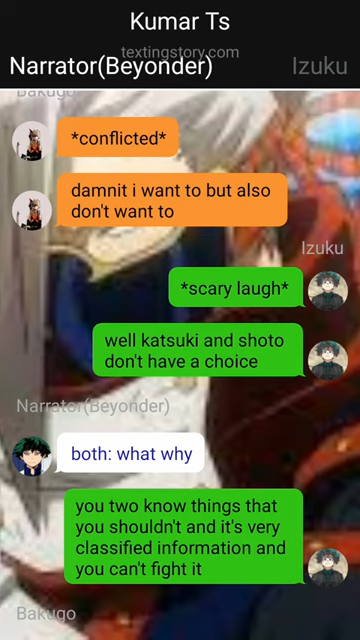 Kumar Ts
textingstory.com
Narrator(Beyonder) Izuku
Bakugo
*conflicted*
damnit i want to but also
don't want to
Izuku
*scary laugh*
well katsuki and shoto
don't have a choice
Narrator(Beyonder)
both: what why
you two know things that
you shouldn't and it's very
classified information and
you can't fight it
Bakugo